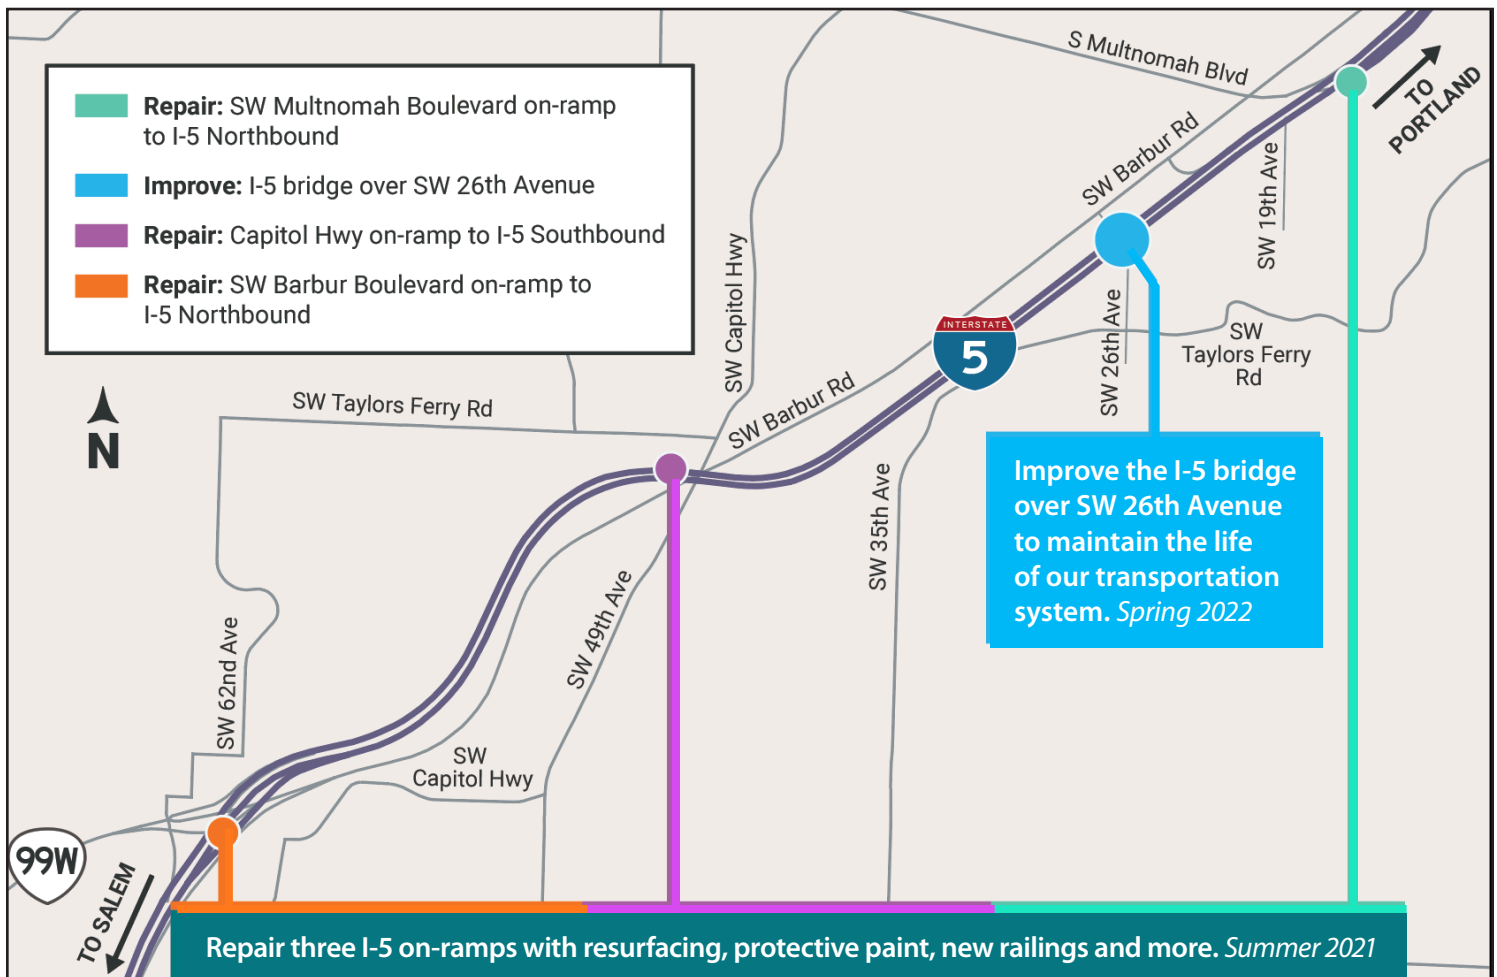 Repair: SW Multnomah Boulevard on-ramp
to I-5 Northbound
Improve: I-5 bridge over SW 26th Avenue
Repair: Capitol Hwy on-ramp to I-5 Southbound
Repair: SW Barbur Boulevard on-ramp to
I-5 Northbound
S Multnomah Blvd
TO
PORTLAND
SW Barbur Rd
SW 19th Ave
SW Capitol Hwy
INTERSTATE
5
SW 26th Ave
SW
Taylors Ferry
Rd
N
SW Taylors Ferry Rd
SW Barbur Rd
Improve the I-5 bridge
over SW 26th Avenue
to maintain the life
of our transportation
system. Spring 2022
SW 35th Ave
SW 49th Ave
SW 62nd Ave
SW
Capitol Hwy
99W
TO SALEM
Repair three I-5 on-ramps with resurfacing, protective paint, new railings and more. Summer 2021